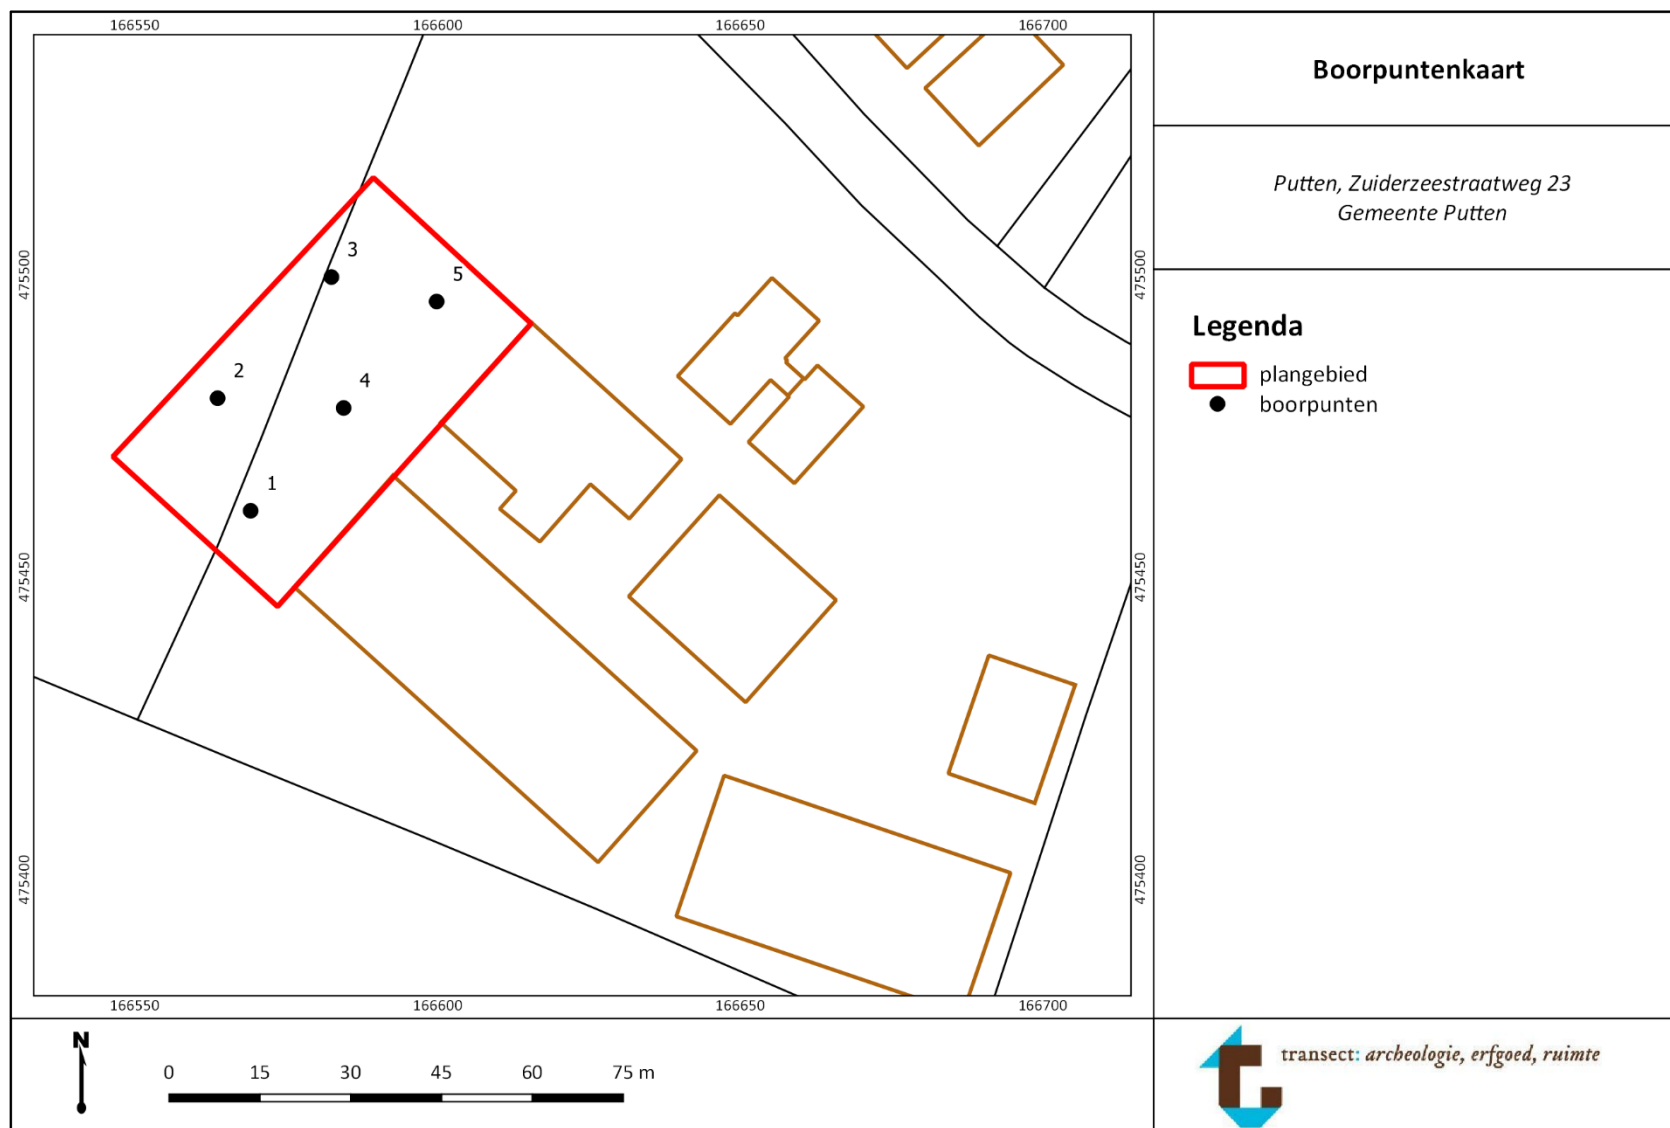 166550 166600 166650 166700
Boorpuntenkaart
Putten, Zuiderzeestraatweg 23
Gemeente Putten
475500 475500
3
5
2
4
1
Legenda
plangebied
boorpunten
475450 475450
475400 475400
166550 166600 166650 166700
N
0 15 30 45 60 75 m
transect: archeologie, erfgoed, ruimte